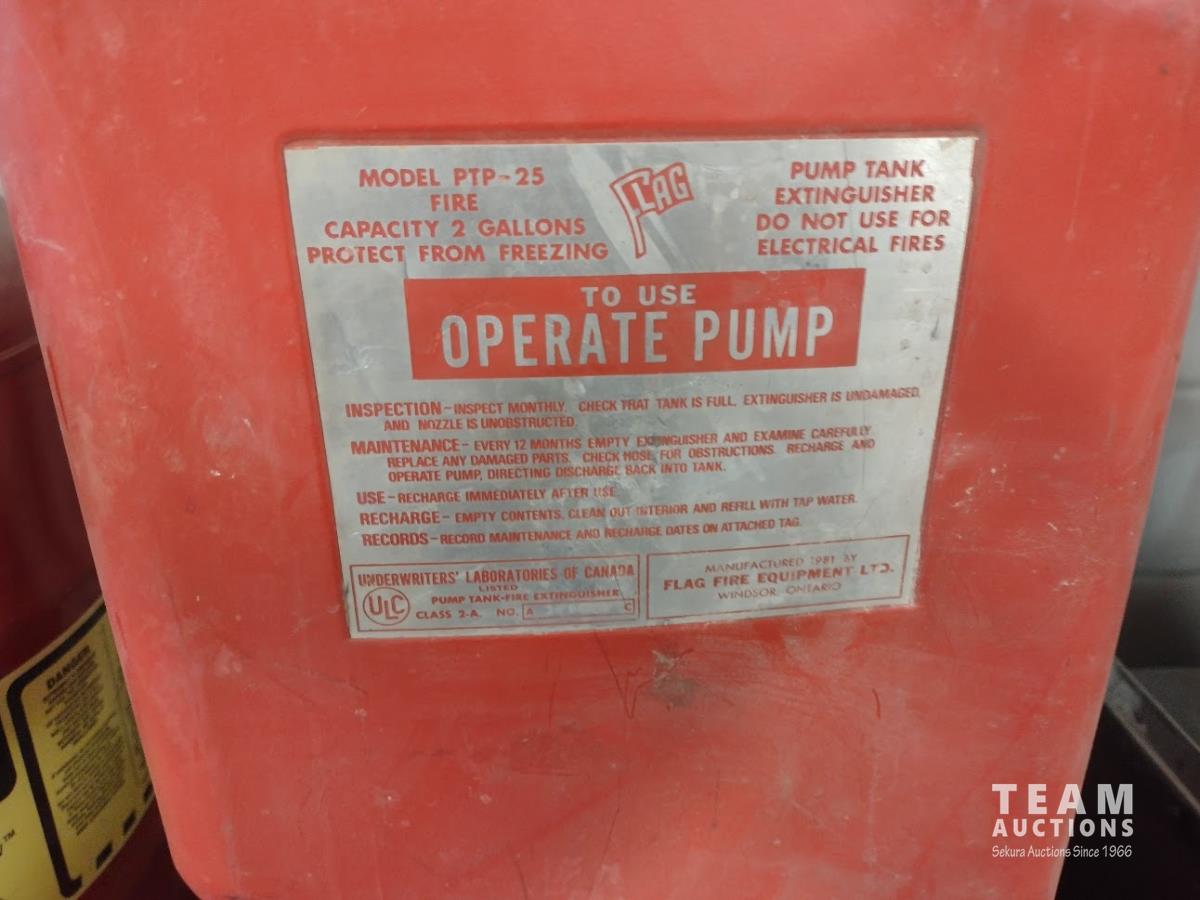 MODEL PTP-25
FIRE
CAPACITY 2 GALLONS
PROTECT FROM FREEZING
FLAG
PUMP TANK
EXTINGUISHER
DO NOT USE FOR
ELECTRICAL FIRES
TO USE
OPERATE PUMP
INSPECTION - INSPECT MONTHLY. CHECK THAT TANK IS FULL. EXTINGUISHER IS UNDAMAGED,
AND NOZZLE IS UNOBSTRUCTED.
MAINTENANCE - EVERY 12 MONTHS EMPTY EXTINGUISHER AND EXAMINE CAREFULLY.
REPLACE ANY DAMAGED PARTS. CHECK HOSE FOR OBSTRUCTIONS. RECHARGE AND
OPERATE PUMP, DIRECTING DISCHARGE BACK INTO TANK.
USE - RECHARGE IMMEDIATELY AFTER USE
RECHARGE - EMPTY CONTENTS, CLEAN OUT INTERIOR AND REFILL WITH TAP WATER.
RECORDS - RECORD MAINTENANCE AND RECHARGE DATES ON ATTACHED TAG.
UNDERWRITERS' LABORATORIES OF CANADA
LISTED
ULC
PUMP TANK-FIRE EXTINGUISHER
CLASS 2-A. NO. A C
MANUFACTURED 1981 BY
FLAG FIRE EQUIPMENT LTD.
WINDSOR, ONTARIO
DANGER
TM
TEAM
AUCTIONS
Sekura Auctions Since 1966